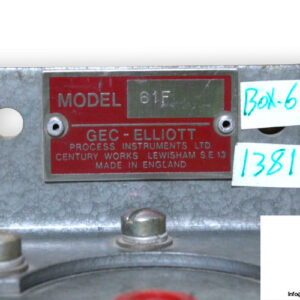 MODEL 61F
GEC - ELLIOTT
PROCESS INSTRUMENTS LTD
CENTURY WORKS LEWISHAM S.E.13
MADE IN ENGLAND
BOX-6
1381